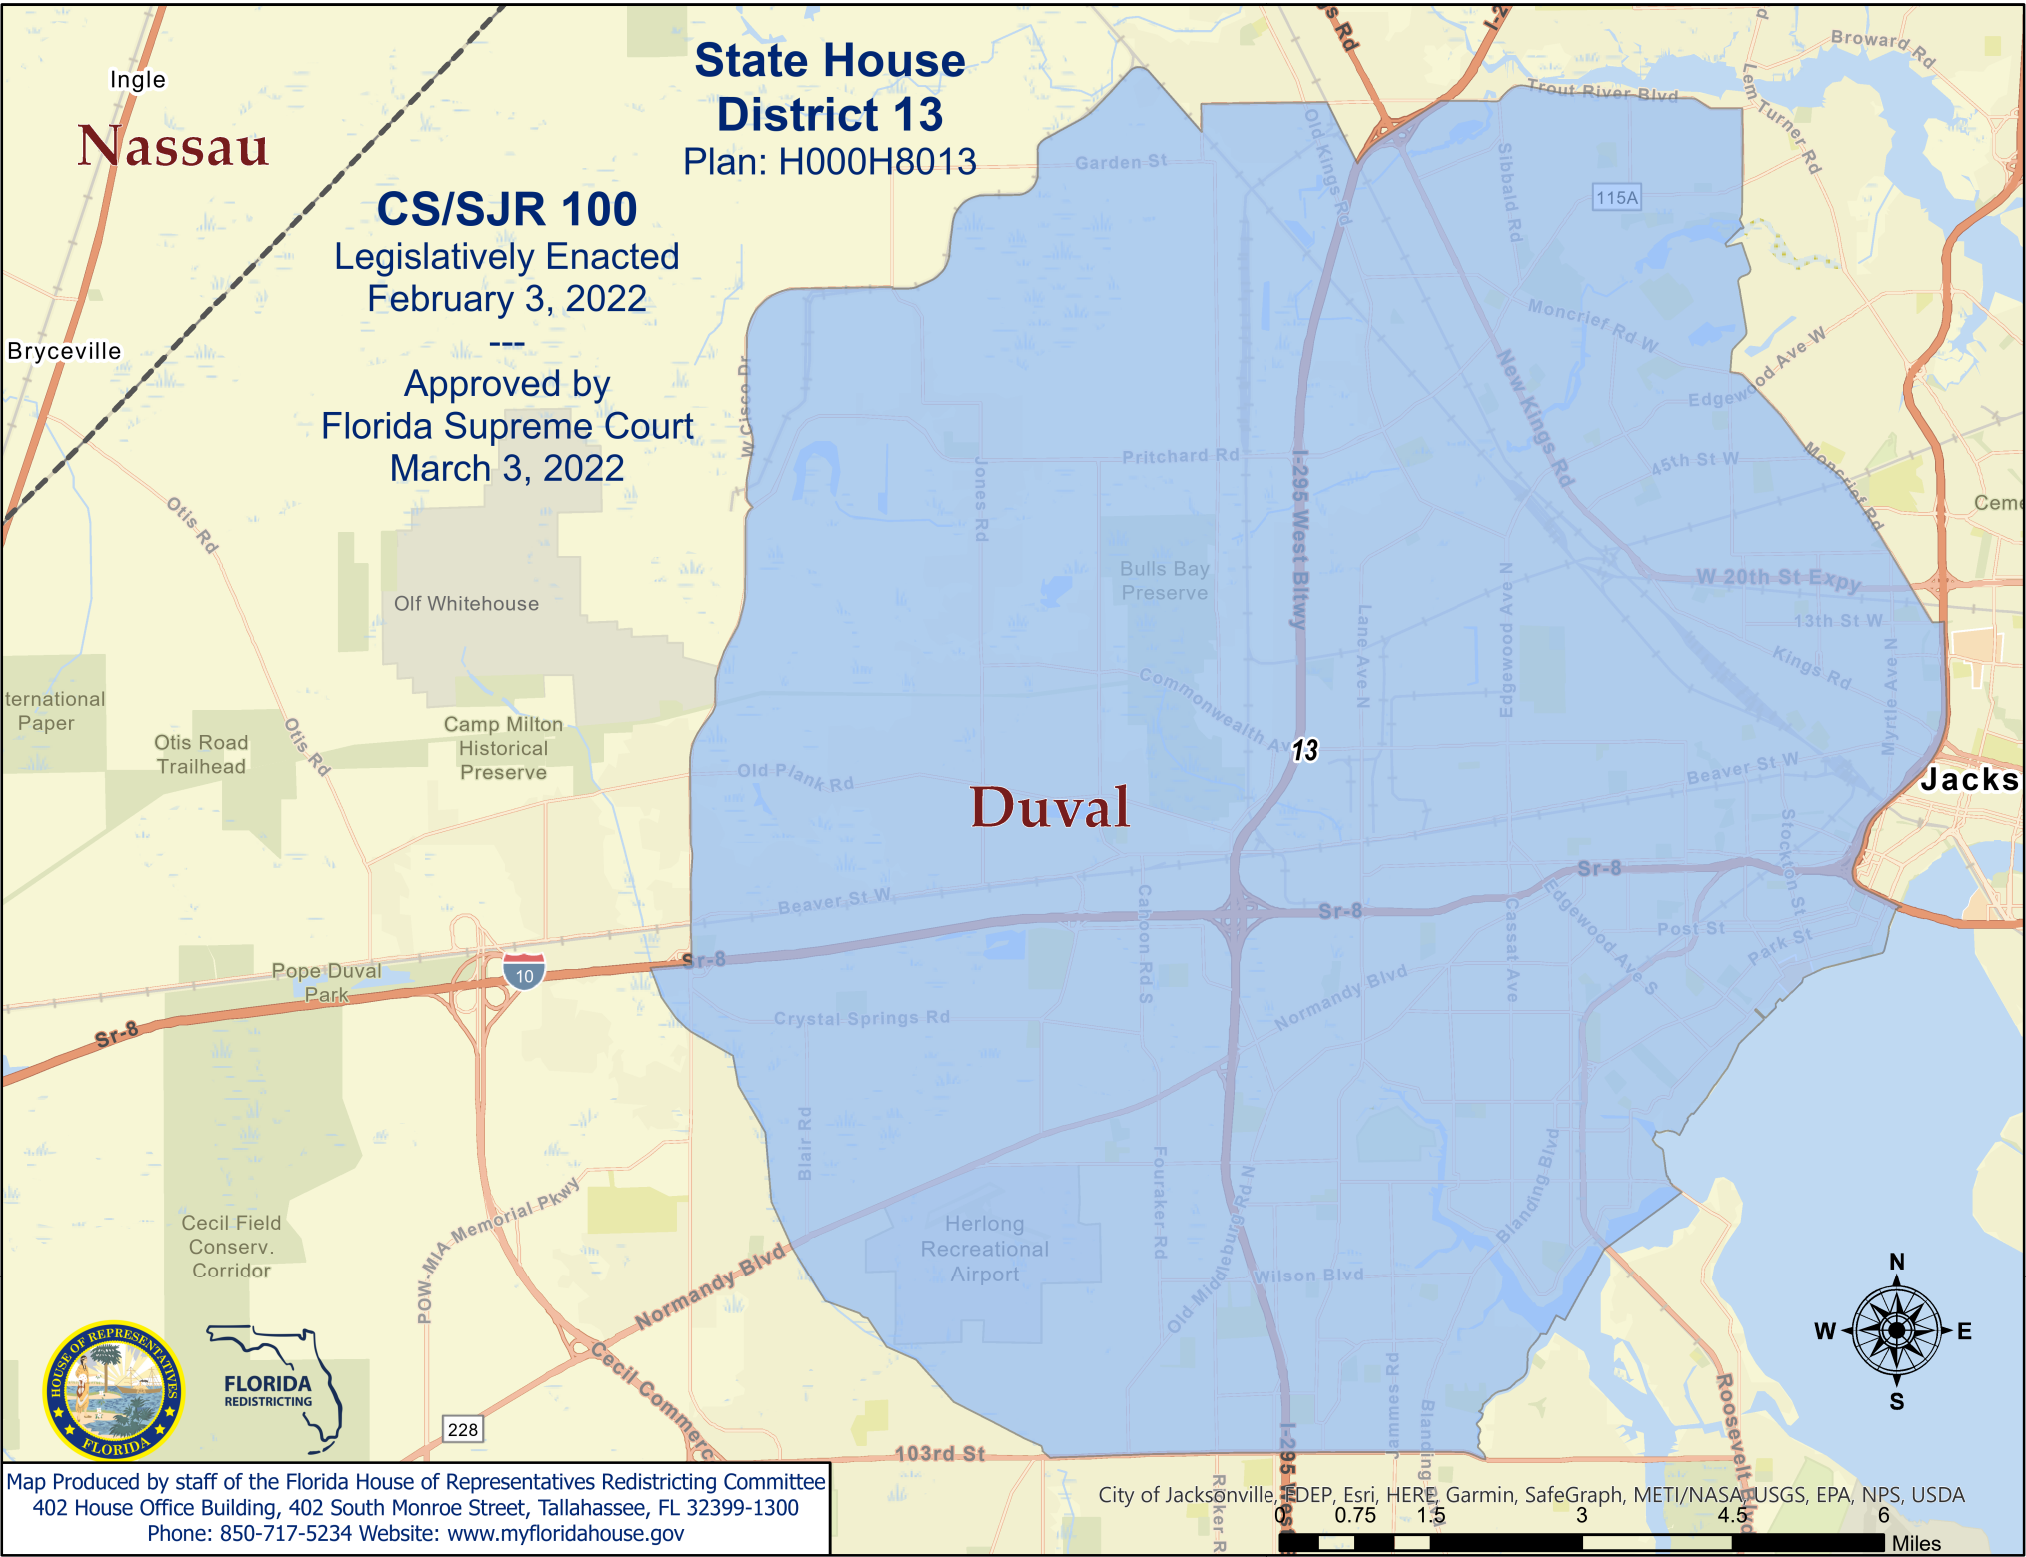 State House
District 13
Plan: H000H8013
CS/SJR 100
Legislatively Enacted
February 3, 2022
---
Approved by
Florida Supreme Court
March 3, 2022
Ingle
Nassau
Bryceville
Broward Rd
Trout River Blvd
Lem Turner Rd
Old Kings Rd
Garden St
Sibbald Rd
115A
Moncrief Rd W
Edgewood Ave W
New Kings Rd
W Cisco Dr
Pritchard Rd
Jones Rd
I-295 West Bltwy
45th St W
Moncrief Rd
Otis Rd
Olf Whitehouse
Bulls Bay
Preserve
W 20th St Expy
13th St W
Lane Ave N
Edgewood Ave N
Kings Rd
Myrtle Ave N
Commonwealth Ave
13
ternational
Paper
Otis Road
Trailhead
Otis Rd
Camp Milton
Historical
Preserve
Old Plank Rd
Duval
Beaver St W
Jacks
Stockton St
Sr-8
Beaver St W
Cahoon Rd S
Sr-8
Cassat Ave
Edgewood Ave S
Post St
Park St
Sr-8
10
Pope Duval
Park
Sr-8
Crystal Springs Rd
Normandy Blvd
Blair Rd
Fouraker Rd
Old Middleburg Rd N
Blanding Blvd
POW-MIA Memorial Pkwy
Cecil Field
Conserv.
Corridor
Herlong
Recreational
Airport
Wilson Blvd
Normandy Blvd
N
W
E
S
HOUSE OF REPRESENTATIVES
FLORIDA
FLORIDA
REDISTRICTING
Cecil Commerc
228
103rd St
Jammes Rd
Roosevelt Blvd
Map Produced by staff of the Florida House of Representatives Redistricting Committee
402 House Office Building, 402 South Monroe Street, Tallahassee, FL 32399-1300
Phone: 850-717-5234 Website: www.myfloridahouse.gov
City of Jacksonville, FDEP, Esri, HERE, Garmin, SafeGraph, METI/NASA, USGS, EPA, NPS, USDA
0 0.75 1.5 3 4.5 6
Miles